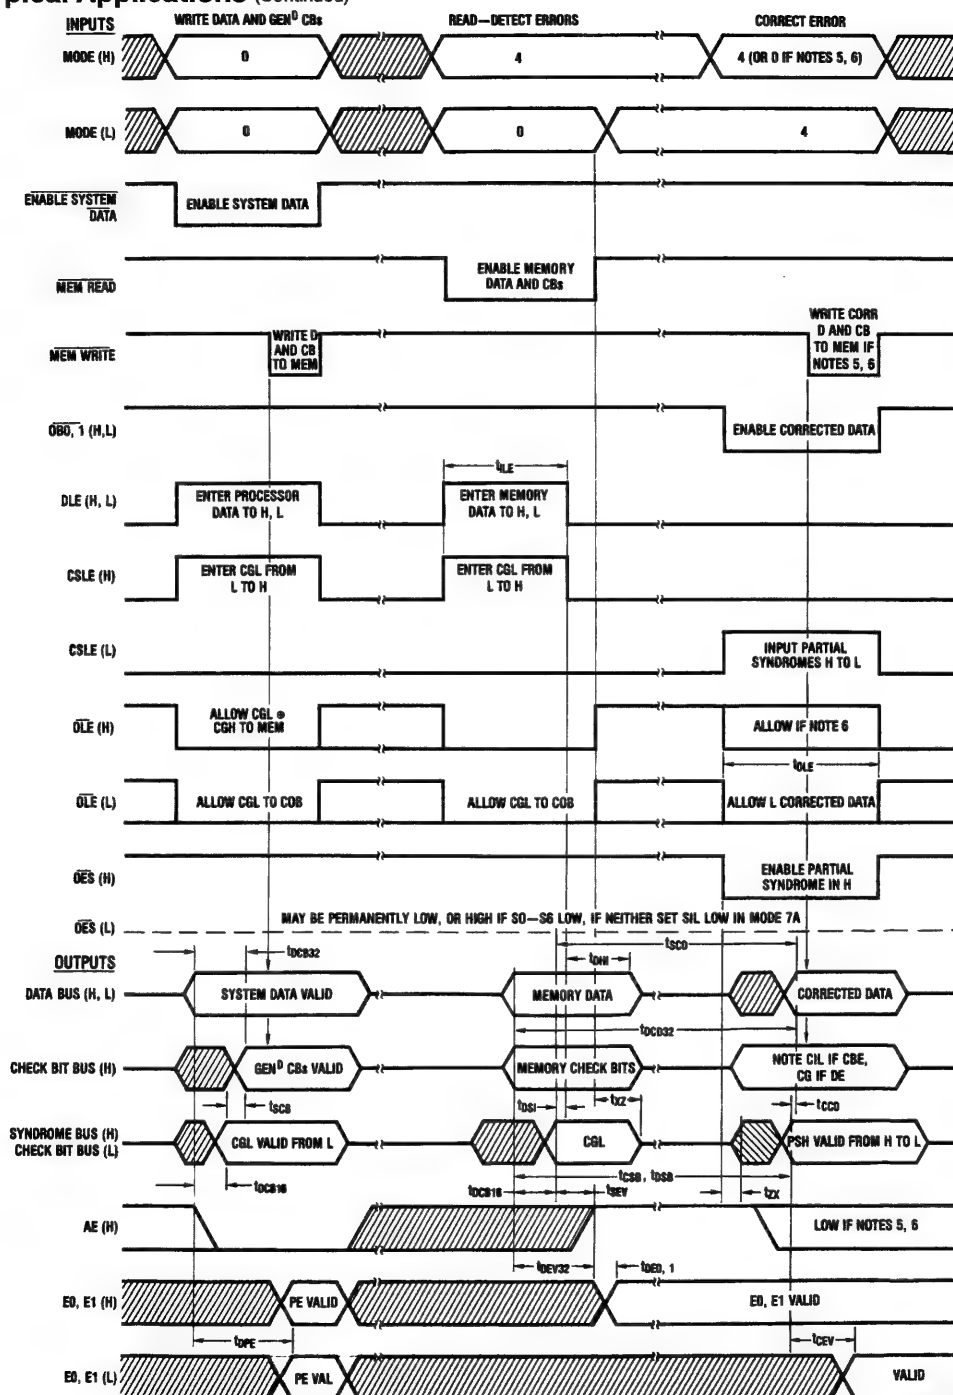 pical Applications (Continued)
INPUTS WRITE DATA AND GEND CBs READ—DETECT ERRORS CORRECT ERROR
MODE (H) 0 4 4 (OR 0 IF NOTES 5, 6)
MODE (L) 0 0 4
ENABLE SYSTEM
DATA
ENABLE SYSTEM DATA
MEM READ
ENABLE MEMORY
DATA AND CBs
MEM WRITE
WRITE D
AND CB
TO MEM
WRITE CORR
D AND CB
TO MEM IF
NOTES 5, 6
OB0, 1 (H,L) ENABLE CORRECTED DATA
tILE
DLE (H, L)
ENTER PROCESSOR
DATA TO H, L
ENTER MEMORY
DATA TO H, L
CSLE (H)
ENTER CGL FROM
L TO H
ENTER CGL FROM
L TO H
CSLE (L)
INPUT PARTIAL
SYNDROMES H TO L
OLE (H)
ALLOW CGL ⊕
CGH TO MEM
ALLOW IF NOTE 6
tOLE
OLE (L) ALLOW CGL TO COB ALLOW CGL TO COB ALLOW L CORRECTED DATA
OES (H)
ENABLE PARTIAL
SYNDROME IN H
OES (L) MAY BE PERMANENTLY LOW, OR HIGH IF S0—S6 LOW, IF NEITHER SET SIL LOW IN MODE 7A
OUTPUTS tDCB32 tSCD
tDHI
DATA BUS (H, L) SYSTEM DATA VALID MEMORY DATA CORRECTED DATA
tDCD32
CHECK BIT BUS (H) GEND CBs VALID MEMORY CHECK BITS
NOTE CIL IF CBE,
CG IF DE
tSCB tDSI tXZ tCCD
SYNDROME BUS (H)
CHECK BIT BUS (L)
CGL VALID FROM L CGL PSH VALID FROM H TO L
tCSB, tDSB
tDCB16 tDCB16 tSEV tZX
AE (H) LOW IF NOTES 5, 6
tDEV32 tDE0, 1
E0, E1 (H) PE VALID E0, E1 VALID
tDPE tCEV
E0, E1 (L) PE VAL VALID